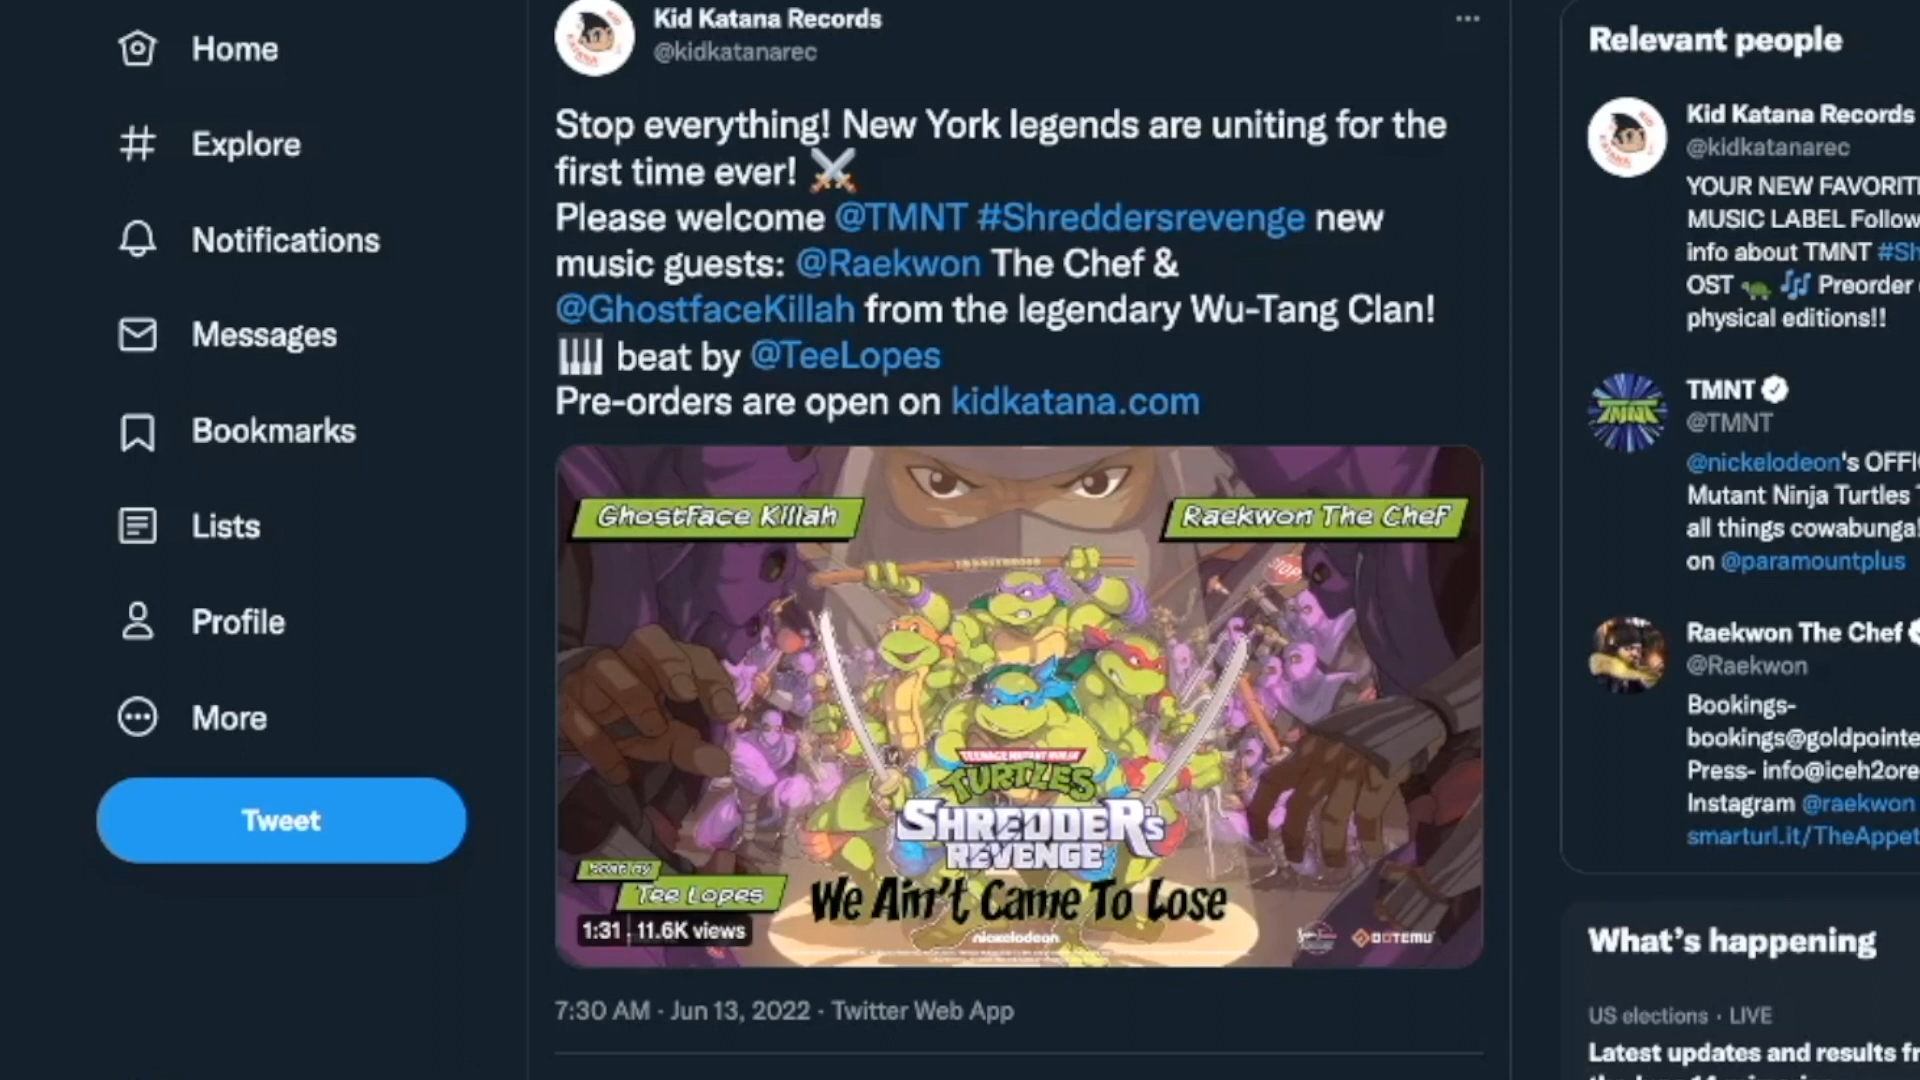 Home
Explore
Notifications
Messages
Bookmarks
Lists
Profile
More
Tweet
Kid Katana Records
@kidkatanarec
Stop everything! New York legends are uniting for the
first time ever!
Please welcome @TMNT #Shreddersrevenge new
music guests: @Raekwon The Chef &
@GhostfaceKillah from the legendary Wu-Tang Clan!
beat by @TeeLopes
Pre-orders are open on kidkatana.com
GhostFace Killah
Raekwon The Chef
STOP
TEENAGE MUTANT NINJA
TURTLES
SHREDDER's
REVENGE
beat by
Tee Lopes
We Ain't Came To Lose
1:31 11.6K views
nickelodeon
DOTEMU
7:30 AM · Jun 13, 2022 · Twitter Web App
Relevant people
Kid Katana Records
@kidkatanarec
YOUR NEW FAVORIT
MUSIC LABEL Follow
info about TMNT #Sh
OST Preorder
physical editions!!
TMNT
@TMNT
@nickelodeon's OFFI
Mutant Ninja Turtles
all things cowabunga!
on @paramountplus
Raekwon The Chef
@Raekwon
Bookings-
bookings@goldpointe
Press- info@iceh2ore
Instagram @raekwon
smarturl.it/TheAppet
What's happening
US elections · LIVE
Latest updates and results fr